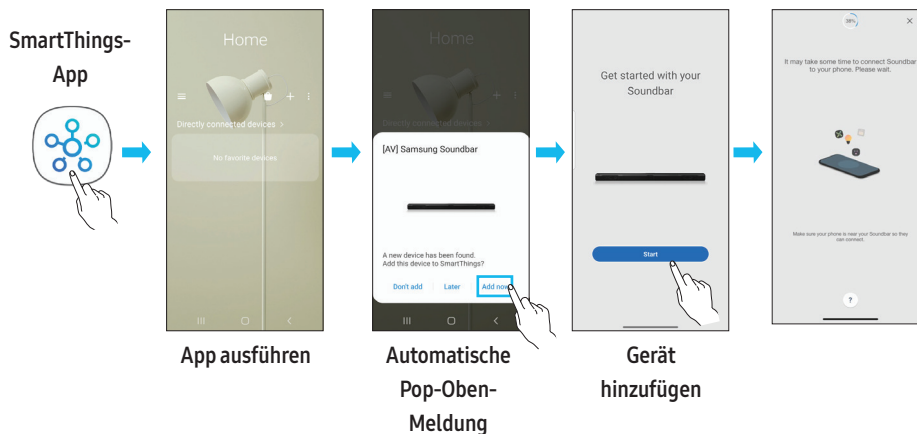 SmartThings-
App
Home
Directly connected devices >
No favorite devices
App ausführen
Home
Directly connected devices >
[AV] Samsung Soundbar
A new device has been found.
Add this device to SmartThings?
Don't add Later Add now
Automatische
Pop-Oben-
Meldung
Get started with your
Soundbar
Start
Gerät
hinzufügen
38%
It may take some time to connect Soundbar
to your phone. Please wait.
Make sure your phone is near your Soundbar so they
can connect.
?